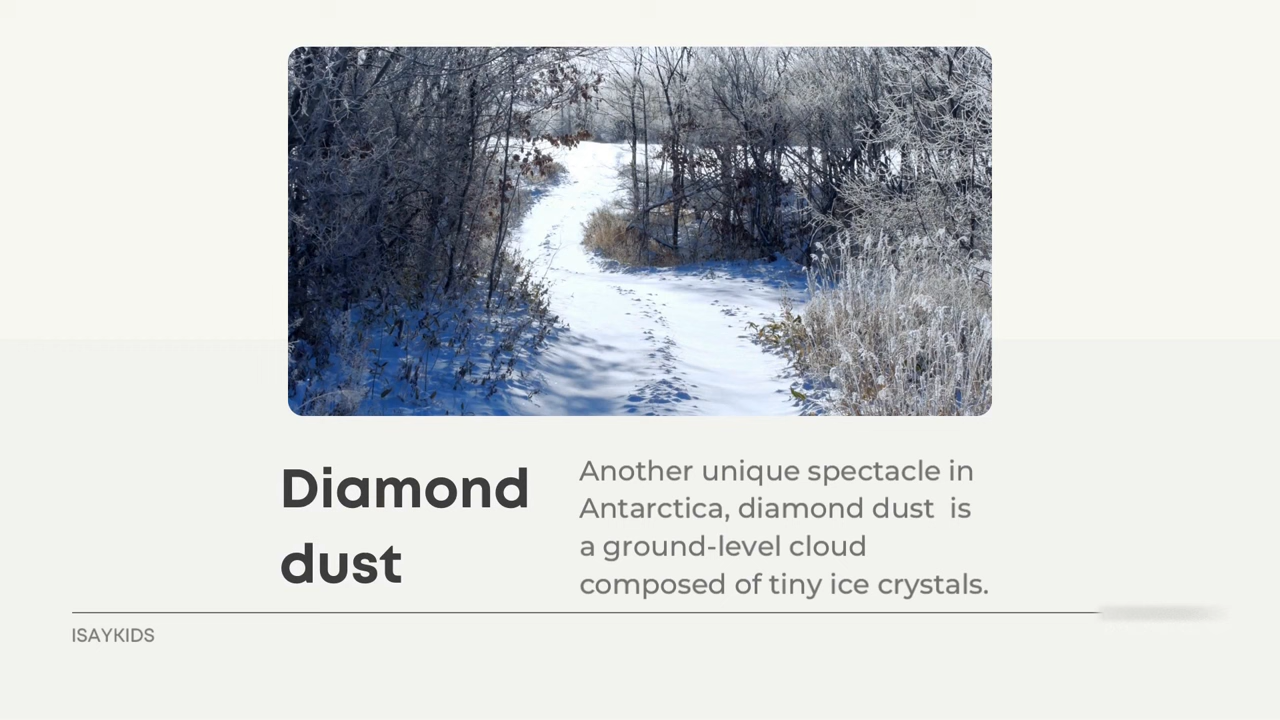 Diamond
dust
Another unique spectacle in
Antarctica, diamond dust  is
a ground-level cloud
composed of tiny ice crystals.
ISAYKIDS